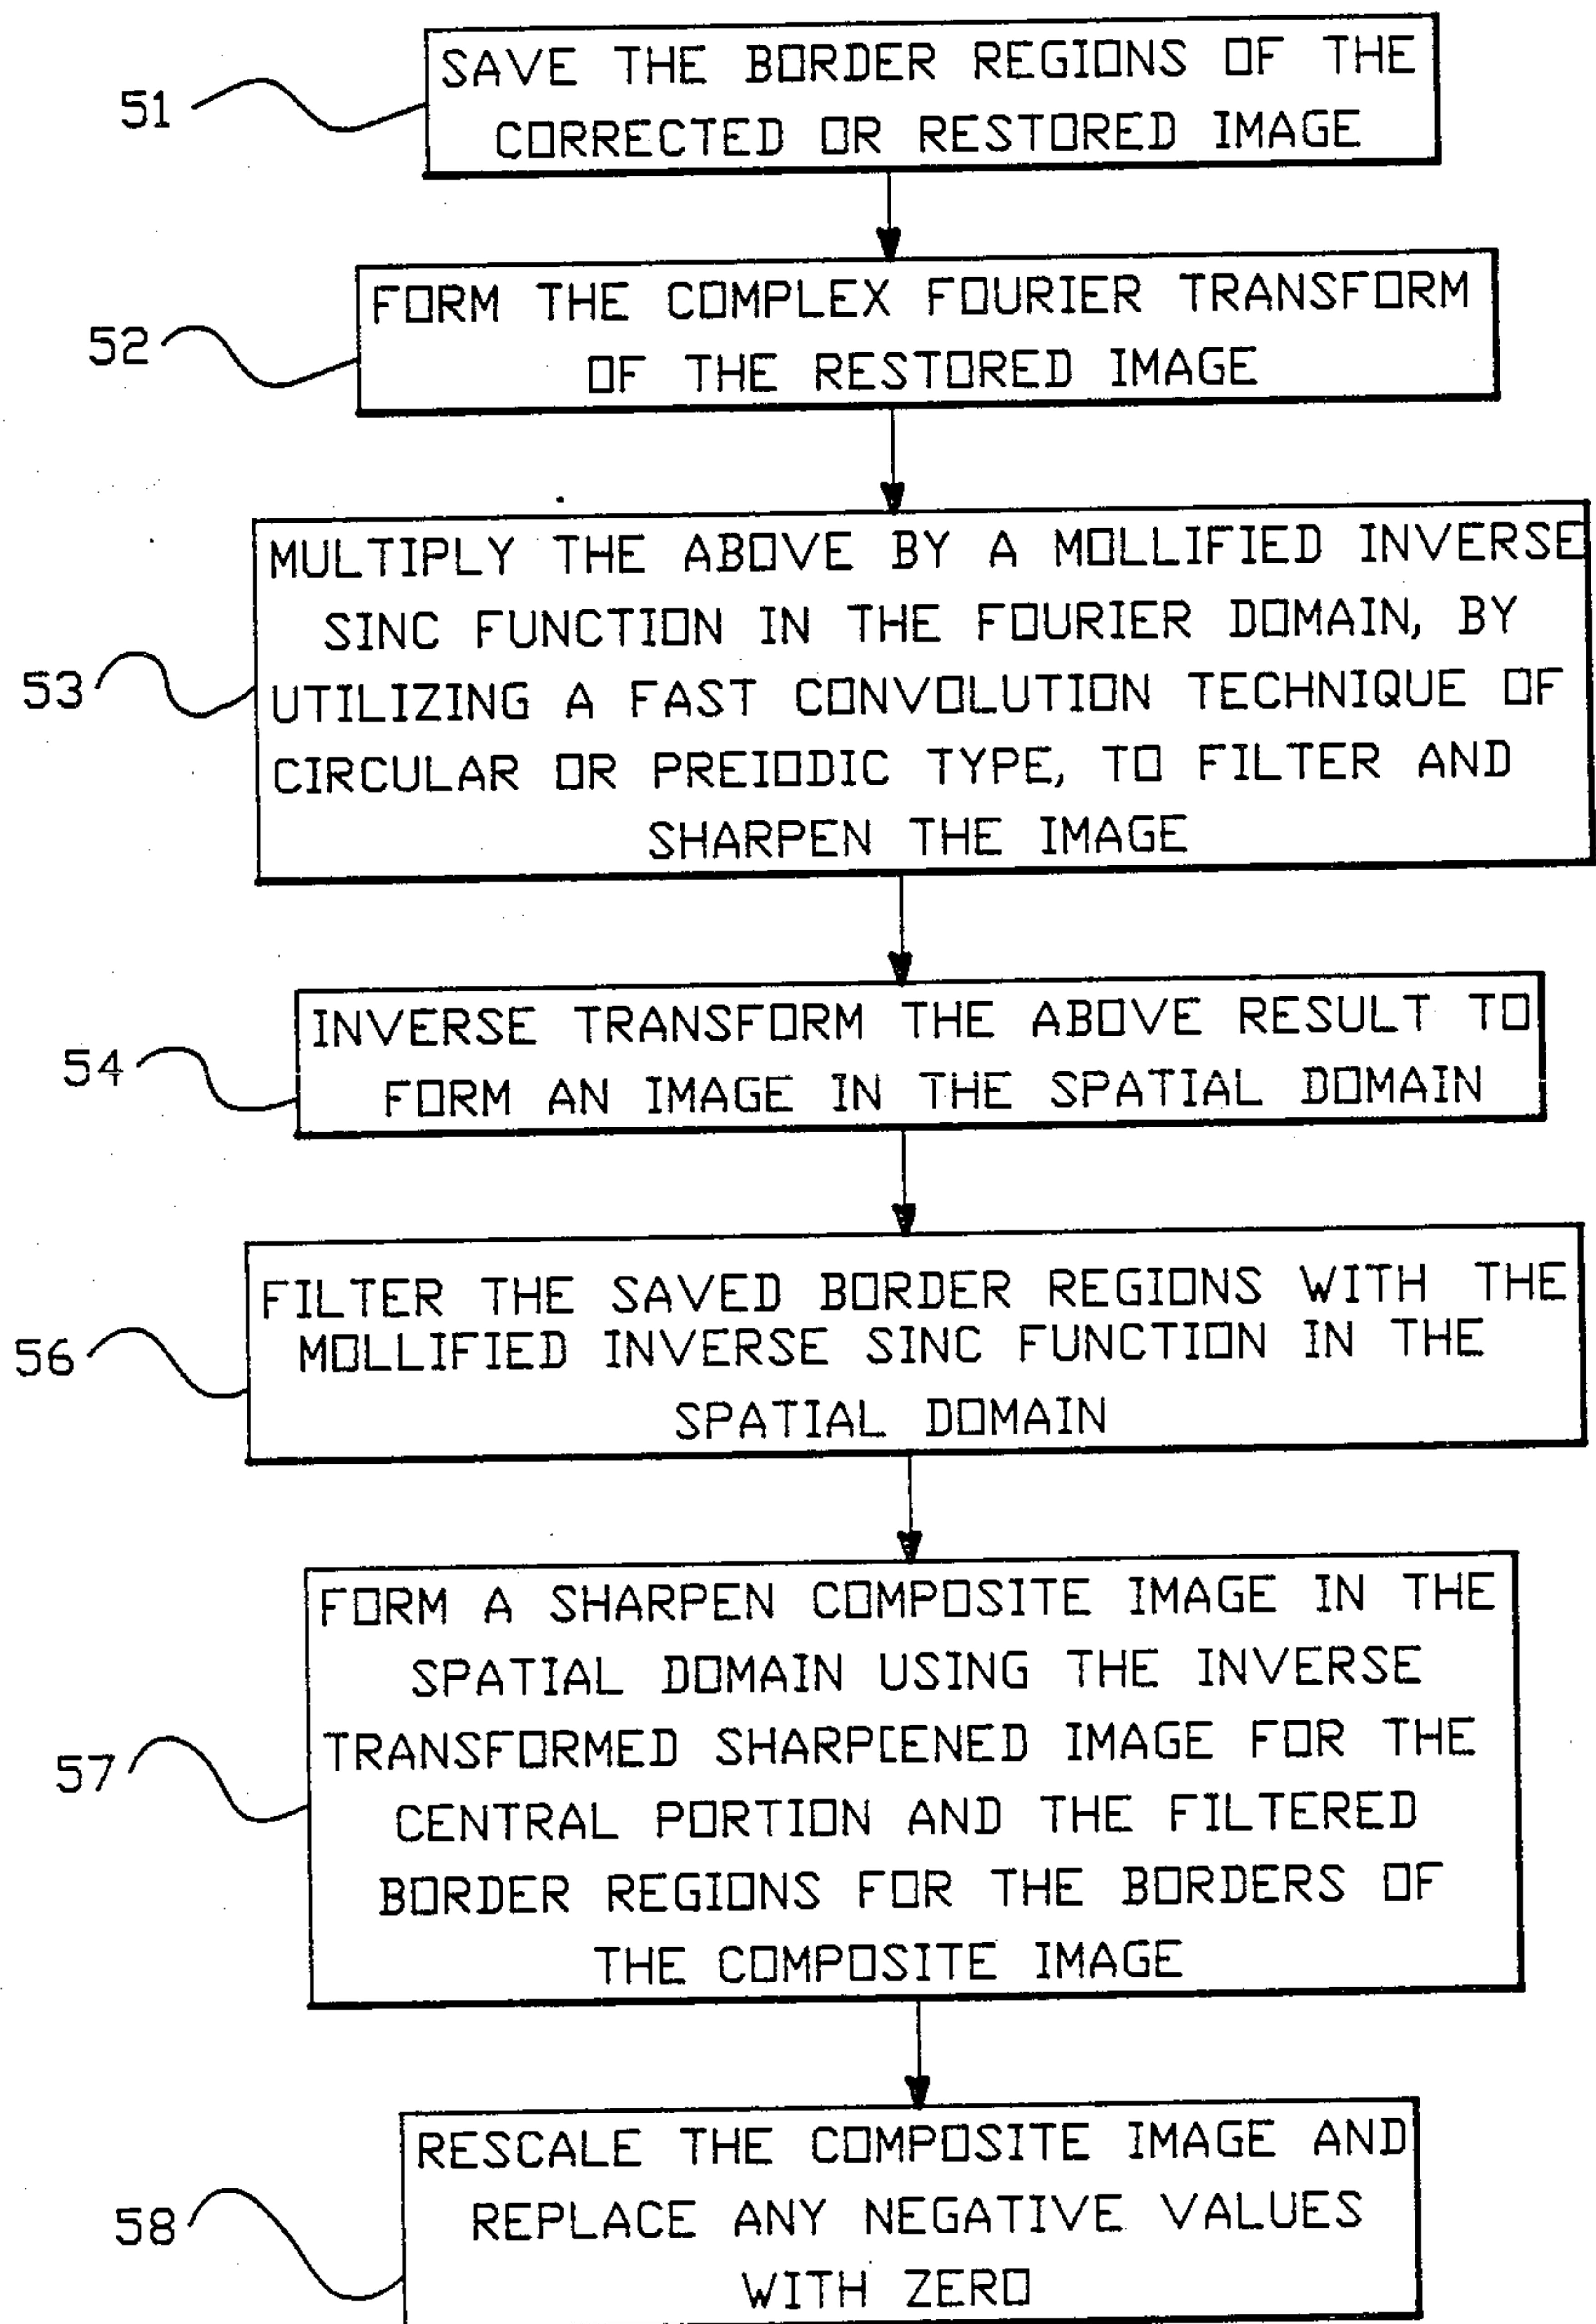 51
SAVE THE BORDER REGIONS OF THE
CORRECTED OR RESTORED IMAGE
52
FORM THE COMPLEX FOURIER TRANSFORM
OF THE RESTORED IMAGE
53
MULTIPLY THE ABOVE BY A MOLLIFIED INVERSE
SINC FUNCTION IN THE FOURIER DOMAIN, BY
UTILIZING A FAST CONVOLUTION TECHNIQUE OF
CIRCULAR OR PREIODIC TYPE, TO FILTER AND
SHARPEN THE IMAGE
54
INVERSE TRANSFORM THE ABOVE RESULT TO
FORM AN IMAGE IN THE SPATIAL DOMAIN
56
FILTER THE SAVED BORDER REGIONS WITH THE
MOLLIFIED INVERSE SINC FUNCTION IN THE
SPATIAL DOMAIN
57
FORM A SHARPEN COMPOSITE IMAGE IN THE
SPATIAL DOMAIN USING THE INVERSE
TRANSFORMED SHARP[ENED IMAGE FOR THE
CENTRAL PORTION AND THE FILTERED
BORDER REGIONS FOR THE BORDERS OF
THE COMPOSITE IMAGE
58
RESCALE THE COMPOSITE IMAGE AND
REPLACE ANY NEGATIVE VALUES
WITH ZERO